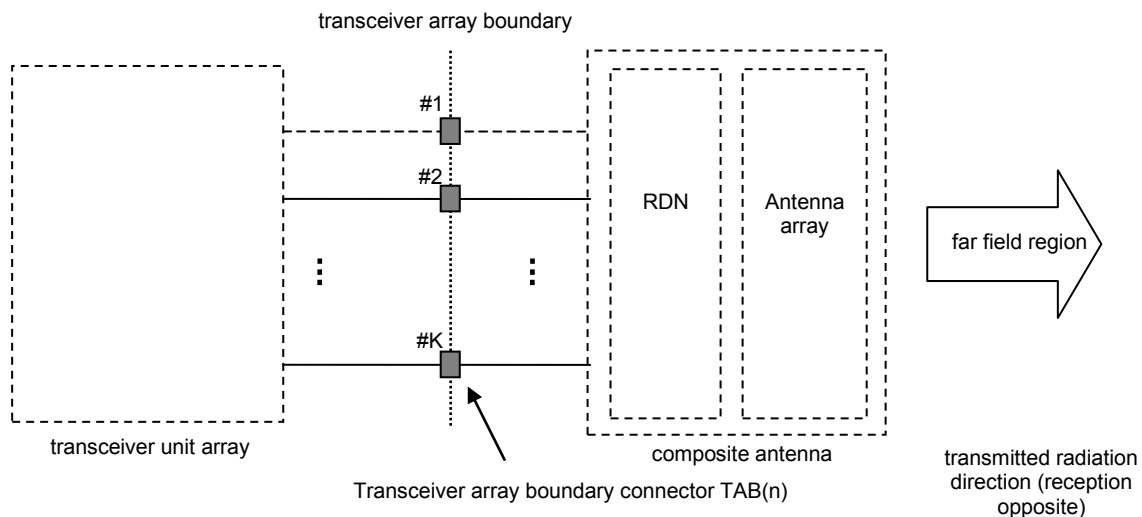 transceiver array boundary
#1
#2
RDN
Antenna
array
far field region
#K
transceiver unit array
composite antenna
Transceiver array boundary connector TAB(n)
transmitted radiation
direction (reception
opposite)